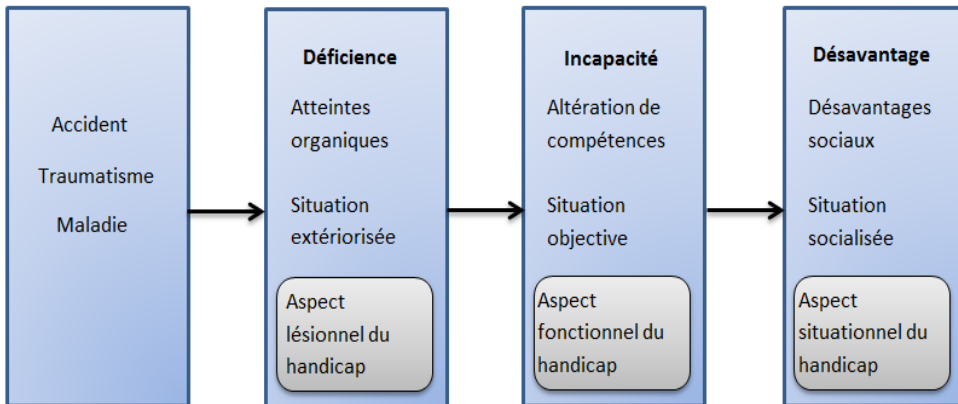 Accident
Traumatisme
Maladie
Déficience
Atteintes
organiques
Situation
extériorisée
Aspect
lésionnel du
handicap
Incapacité
Altération de
compétences
Situation
objective
Aspect
fonctionnel du
handicap
Désavantage
Désavantages
sociaux
Situation
socialisée
Aspect
situationnel du
handicap